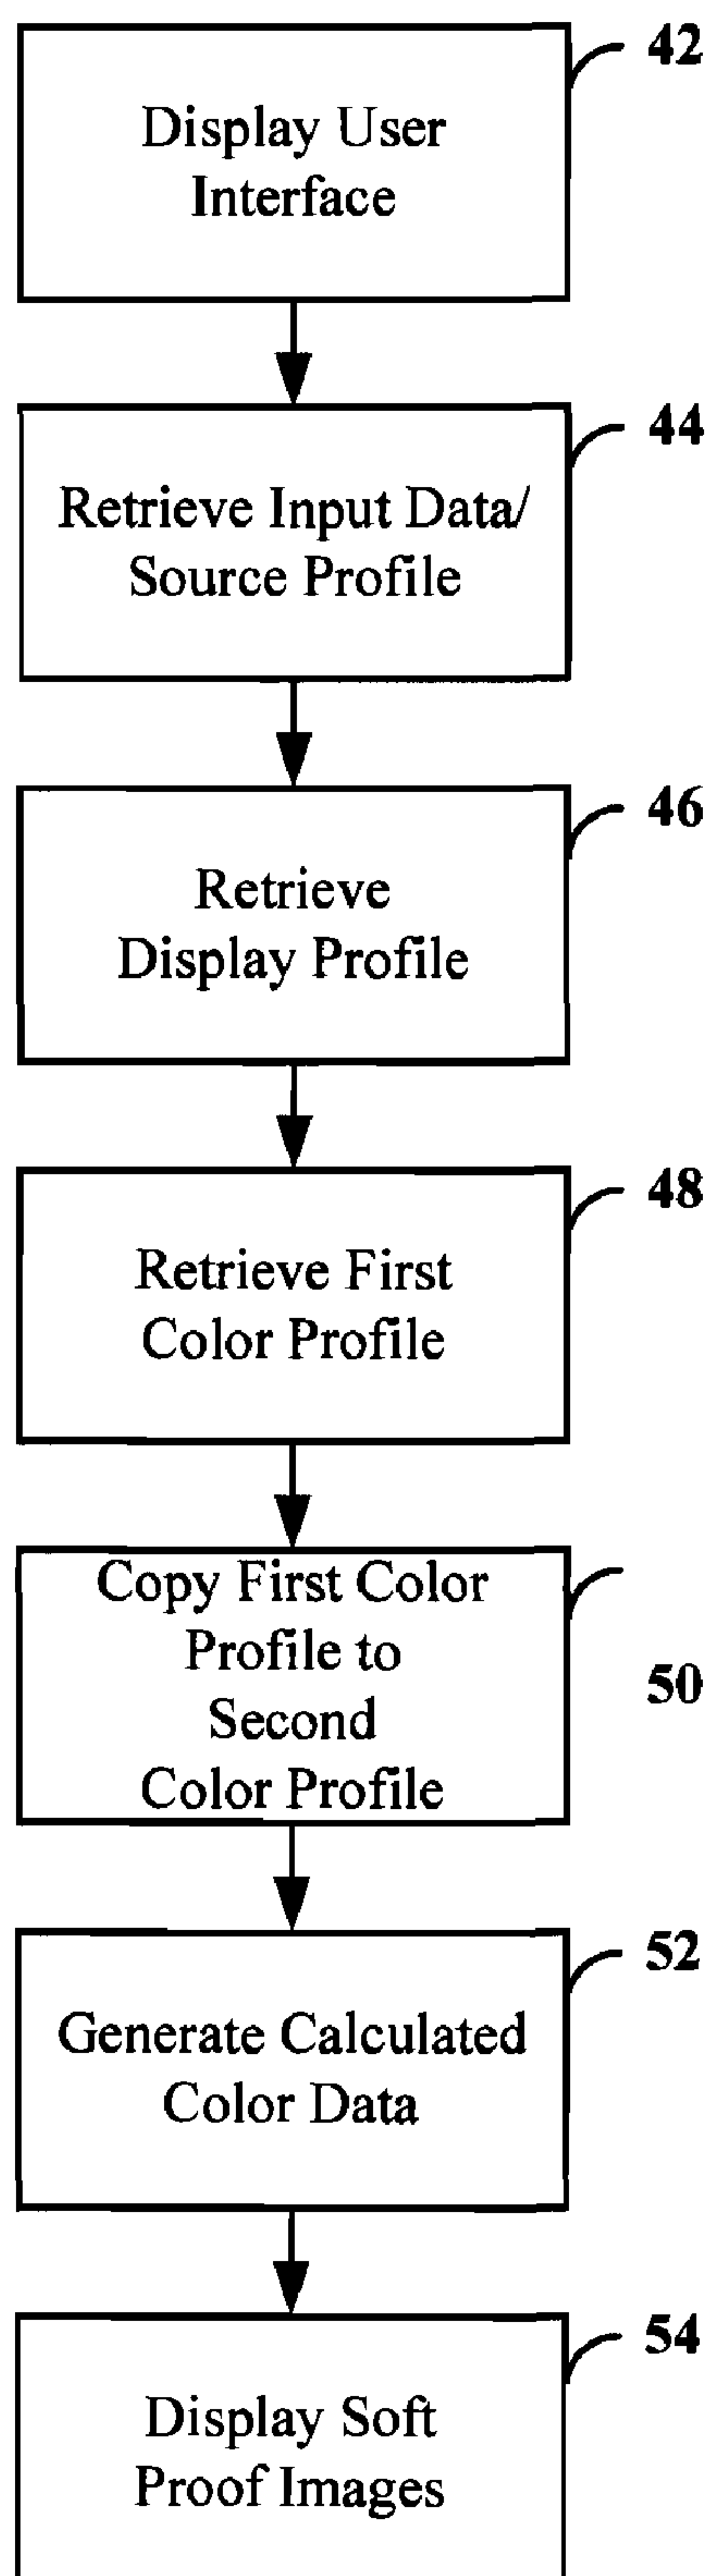 42
Display User
Interface
44
Retrieve Input Data/
Source Profile
46
Retrieve
Display Profile
48
Retrieve First
Color Profile
Copy First Color
Profile to
50
Second
Color Profile
52
Generate Calculated
Color Data
54
Display Soft
Proof Images